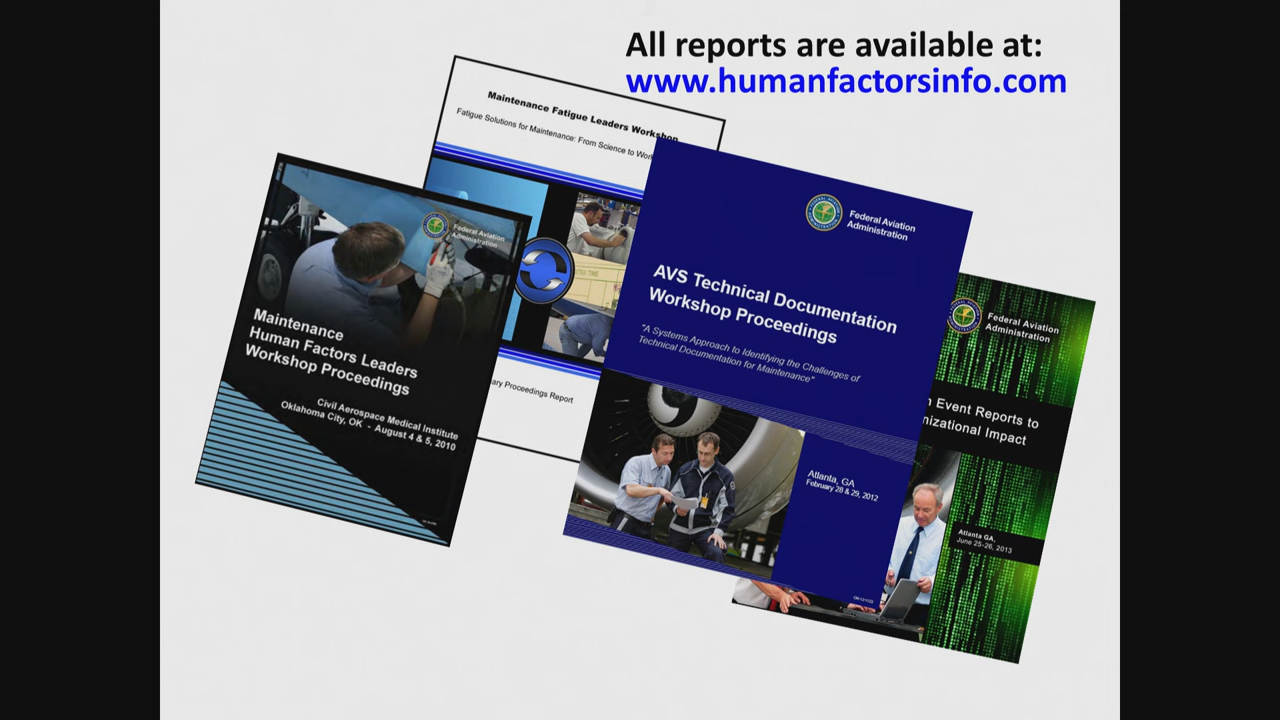 All reports are available at:
www.humanfactorsinfo.com
Maintenance Fatigue Leaders Workshop
Fatigue Solutions for Maintenance: From Science to
ary Proceedings Report
Federal Aviation
Administration
Maintenance
Human Factors Leaders
Workshop Proceedings
Civil Aerospace Medical Institute
Oklahoma City, OK - August 4 & 5, 2010
Federal Aviation
Administration
AVS Technical Documentation
Workshop Proceedings
"A Systems Approach to Identifying the Challenges of
Technical Documentation for Maintenance"
Atlanta, GA
February 28 & 29, 2012
Federal Aviation
Administration
Event Reports to
nizational Impact
Atlanta GA,
June 25-26, 2013